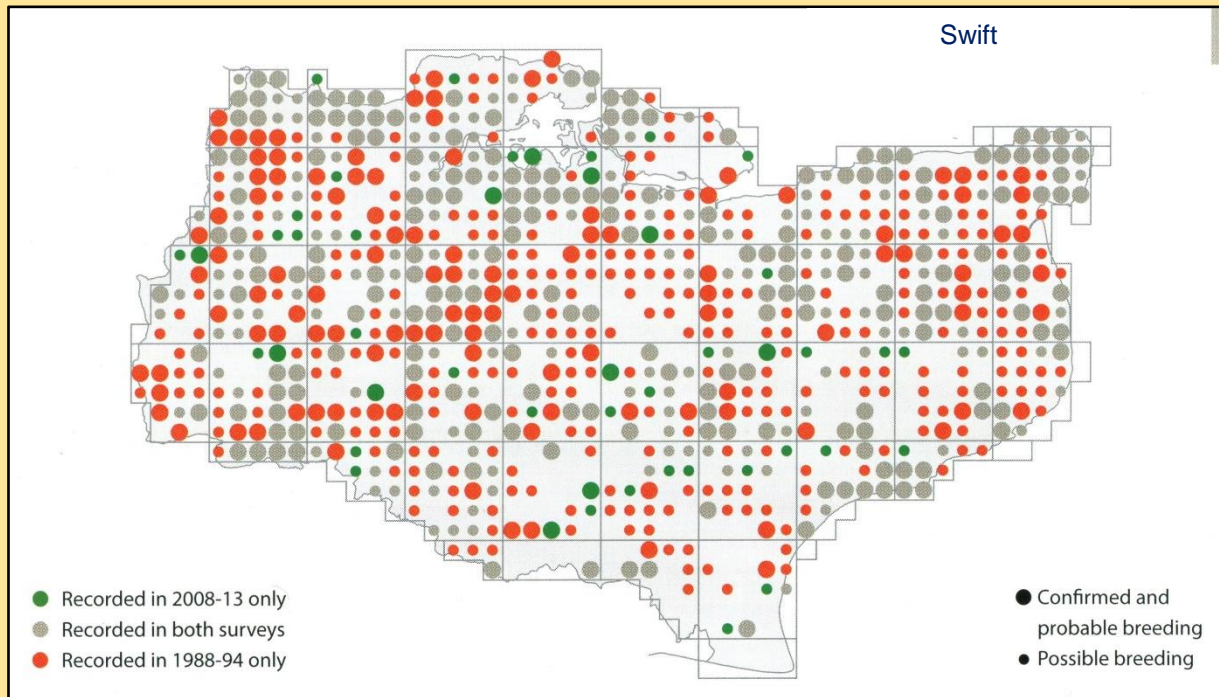 Swift
Recorded in 2008-13 only
Recorded in both surveys
Recorded in 1988-94 only
Confirmed and
probable breeding
Possible breeding